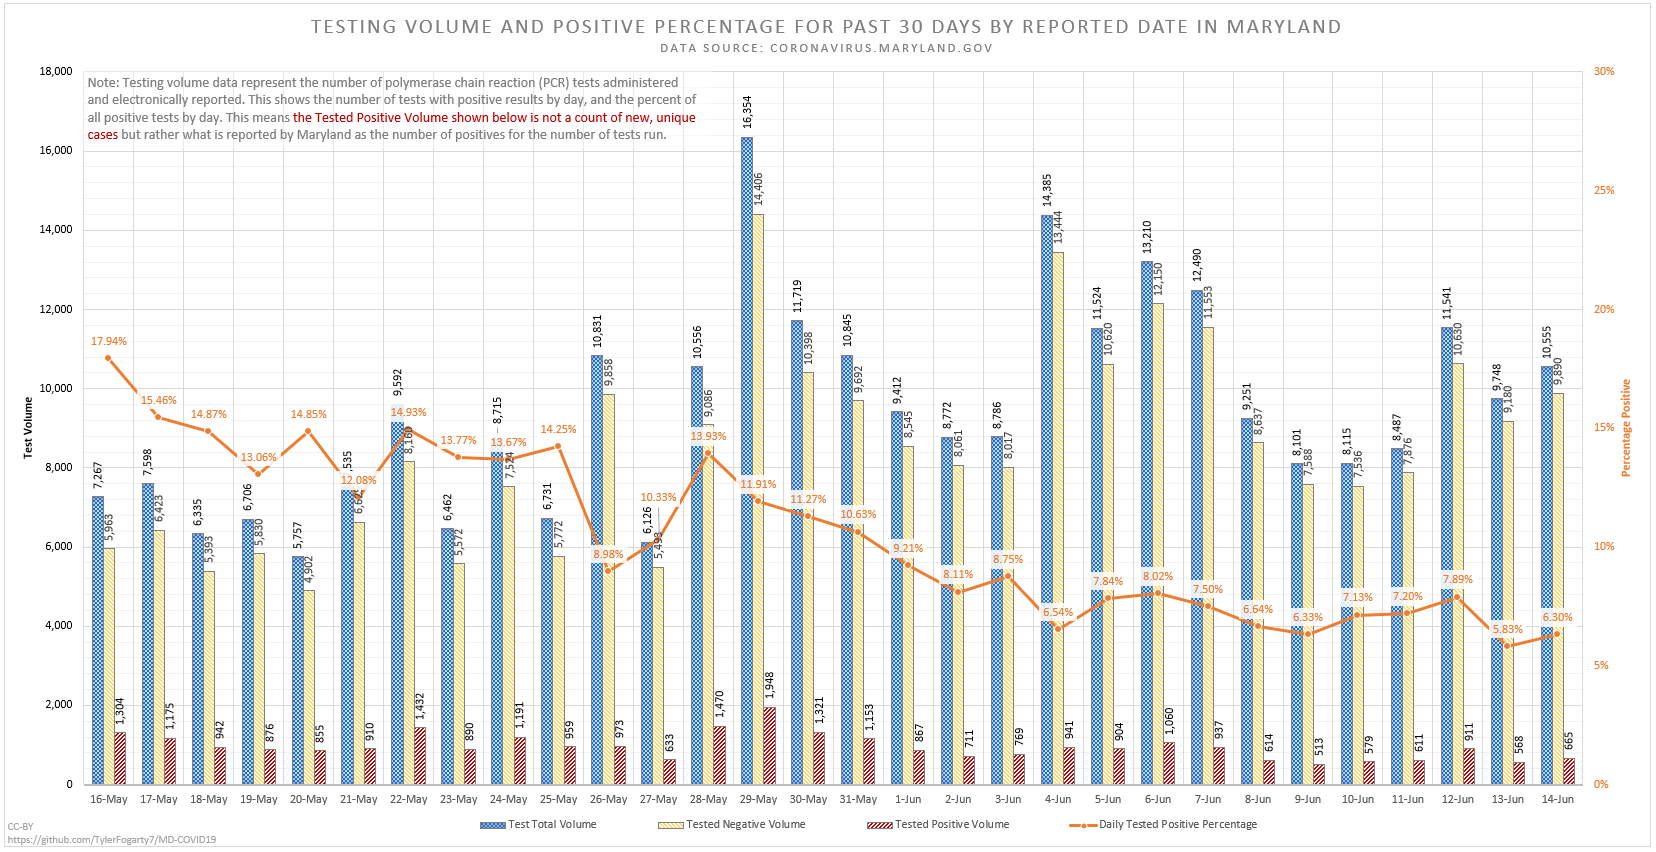 TESTING VOLUME AND POSITIVE PERCENTAGE FOR PAST 30 DAYS BY REPORTED DATE IN MARYLAND
DATA SOURCE: CORONAVIRUS.MARYLAND.GOV
Note: Testing volume data represent the number of polymerase chain reaction (PCR) tests administered
and electronically reported. This shows the number of tests with positive results by day, and the percent of
all positive tests by day. This means the Tested Positive Volume shown below is not a count of new, unique
cases but rather what is reported by Maryland as the number of positives for the number of tests run.
18,000
16,000
14,000
12,000
10,000
8,000
6,000
4,000
2,000
0
Test Volume
30%
25%
20%
15%
10%
5%
0%
Percentage Positive
7,267 5,963 1,304 17.94%
7,598 6,423 1,175 15.46%
6,335 5,393 942 14.87%
6,706 5,830 876 13.06%
5,757 4,902 855 14.85%
910 12.08%
9,592 8,160 1,432 14.93%
6,462 5,572 890 13.77%
8,715 7,524 1,191 13.67%
6,731 5,772 959 14.25%
10,831 9,858 973 8.98%
6,126 5,493 633 10.33%
10,556 9,086 1,470 13.93%
16,354 14,406 1,948 11.91%
11,719 10,398 1,321 11.27%
10,845 9,692 1,153 10.63%
9,412 8,545 867 9.21%
8,772 8,061 711 8.11%
8,786 8,017 769 8.75%
14,385 13,444 941 6.54%
11,524 10,620 904 7.84%
13,210 12,150 1,060 8.02%
12,490 11,553 937 7.50%
9,251 8,637 614 6.64%
8,101 7,588 513 6.33%
8,115 7,536 579 7.13%
8,487 7,876 611 7.20%
11,541 10,630 911 7.89%
9,748 9,180 568 5.83%
10,555 9,890 665 6.30%
16-May 17-May 18-May 19-May 20-May 21-May 22-May 23-May 24-May 25-May 26-May 27-May 28-May 29-May 30-May 31-May 1-Jun 2-Jun 3-Jun 4-Jun 5-Jun 6-Jun 7-Jun 8-Jun 9-Jun 10-Jun 11-Jun 12-Jun 13-Jun 14-Jun
Test Total Volume Tested Negative Volume Tested Positive Volume Daily Tested Positive Percentage
CC-BY
https://github.com/TylerFogarty7/MD-COVID19